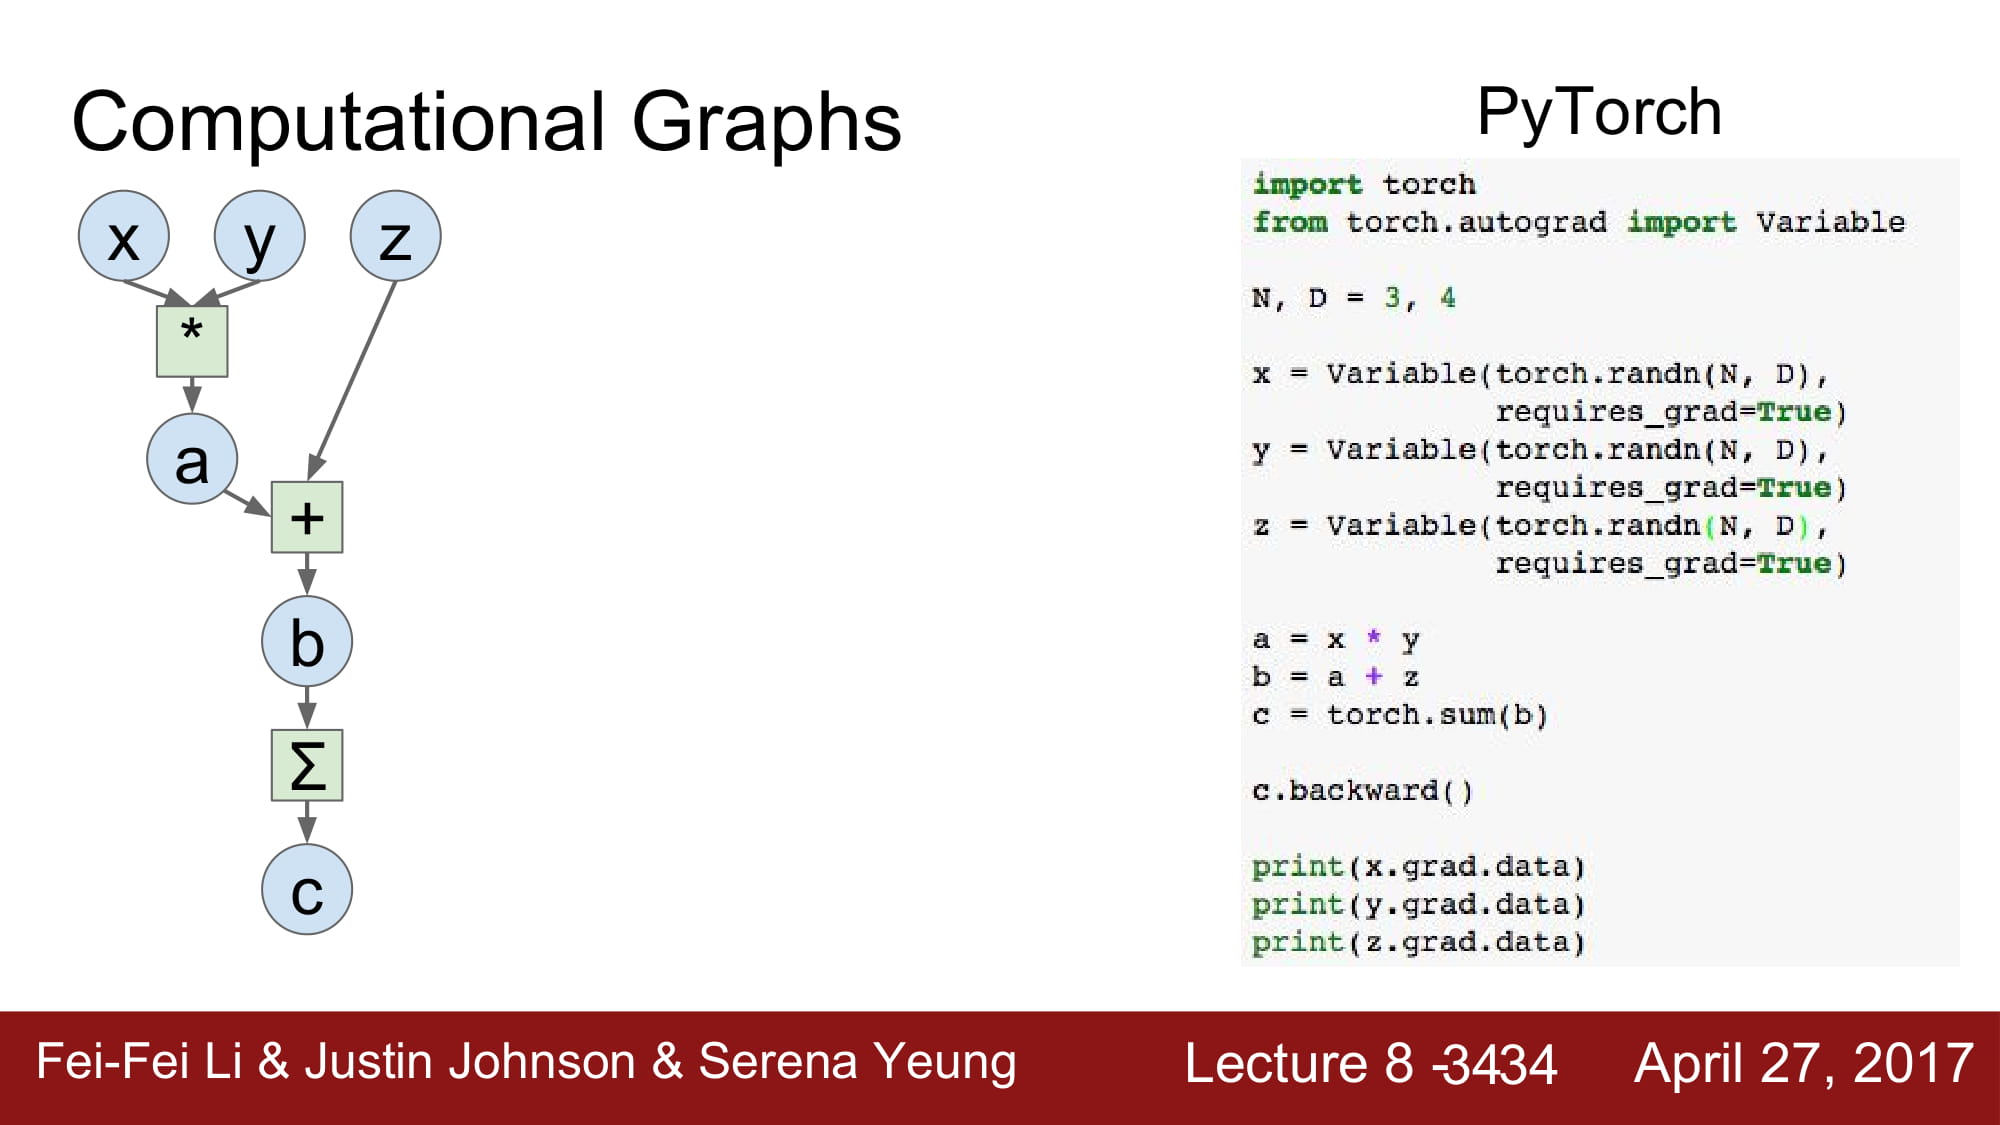 Computational Graphs
x y z
*
a
+
b
Σ
c
PyTorch
import torch
from torch.autograd import Variable
N, D = 3, 4
x = Variable(torch.randn(N, D),
requires_grad=True)
y = Variable(torch.randn(N, D),
requires_grad=True)
z = Variable(torch.randn(N, D),
requires_grad=True)
a = x * y
b = a + z
c = torch.sum(b)
c.backward()
print(x.grad.data)
print(y.grad.data)
print(z.grad.data)
Fei-Fei Li & Justin Johnson & Serena Yeung Lecture 8 -3434 April 27, 2017